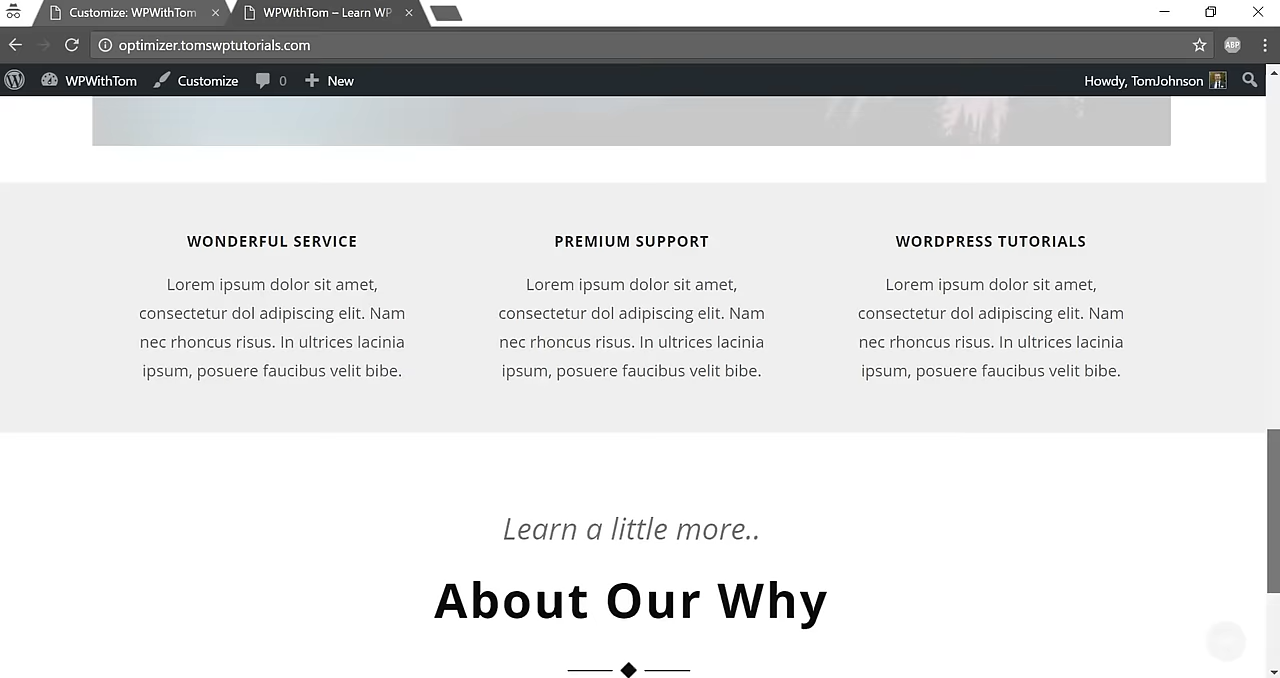 Customize: WPWithTom
WPWithTom – Learn WP
optimizer.tomswptutorials.com
ABP
WPWithTom Customize 0 New Howdy, TomJohnson
WONDERFUL SERVICE
Lorem ipsum dolor sit amet,
consectetur dol adipiscing elit. Nam
nec rhoncus risus. In ultrices lacinia
ipsum, posuere faucibus velit bibe.
PREMIUM SUPPORT
Lorem ipsum dolor sit amet,
consectetur dol adipiscing elit. Nam
nec rhoncus risus. In ultrices lacinia
ipsum, posuere faucibus velit bibe.
WORDPRESS TUTORIALS
Lorem ipsum dolor sit amet,
consectetur dol adipiscing elit. Nam
nec rhoncus risus. In ultrices lacinia
ipsum, posuere faucibus velit bibe.
Learn a little more..
About Our Why